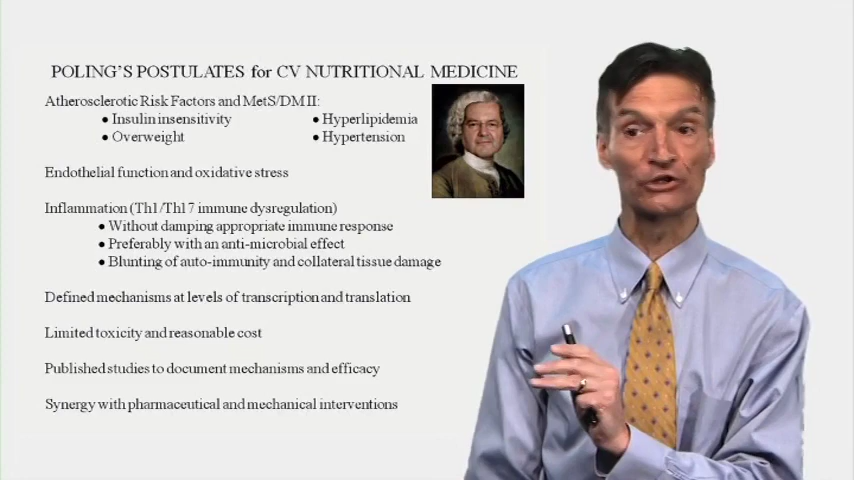 POLING'S POSTULATES for CV NUTRITIONAL MEDICINE
Atherosclerotic Risk Factors and MetS/DM II:
• Insulin insensitivity • Hyperlipidemia
• Overweight • Hypertension
Endothelial function and oxidative stress
Inflammation (Th1/Th17 immune dysregulation)
• Without damping appropriate immune response
• Preferably with an anti-microbial effect
• Blunting of auto-immunity and collateral tissue damage
Defined mechanisms at levels of transcription and translation
Limited toxicity and reasonable cost
Published studies to document mechanisms and efficacy
Synergy with pharmaceutical and mechanical interventions